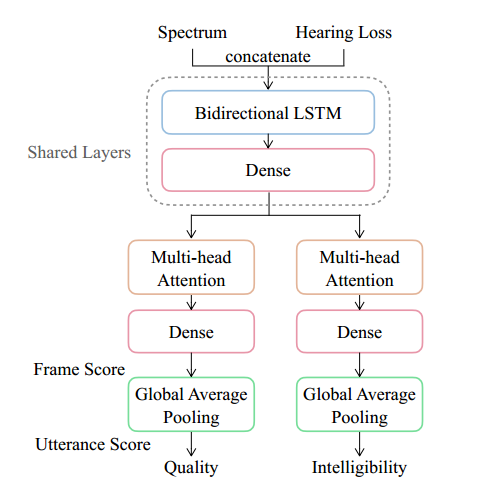 Spectrum
Hearing Loss
concatenate
Bidirectional LSTM
Shared Layers
Dense
Multi-head
Attention
Multi-head
Attention
Dense
Dense
Frame Score
Global Average
Pooling
Global Average
Pooling
Utterance Score
Quality
Intelligibility